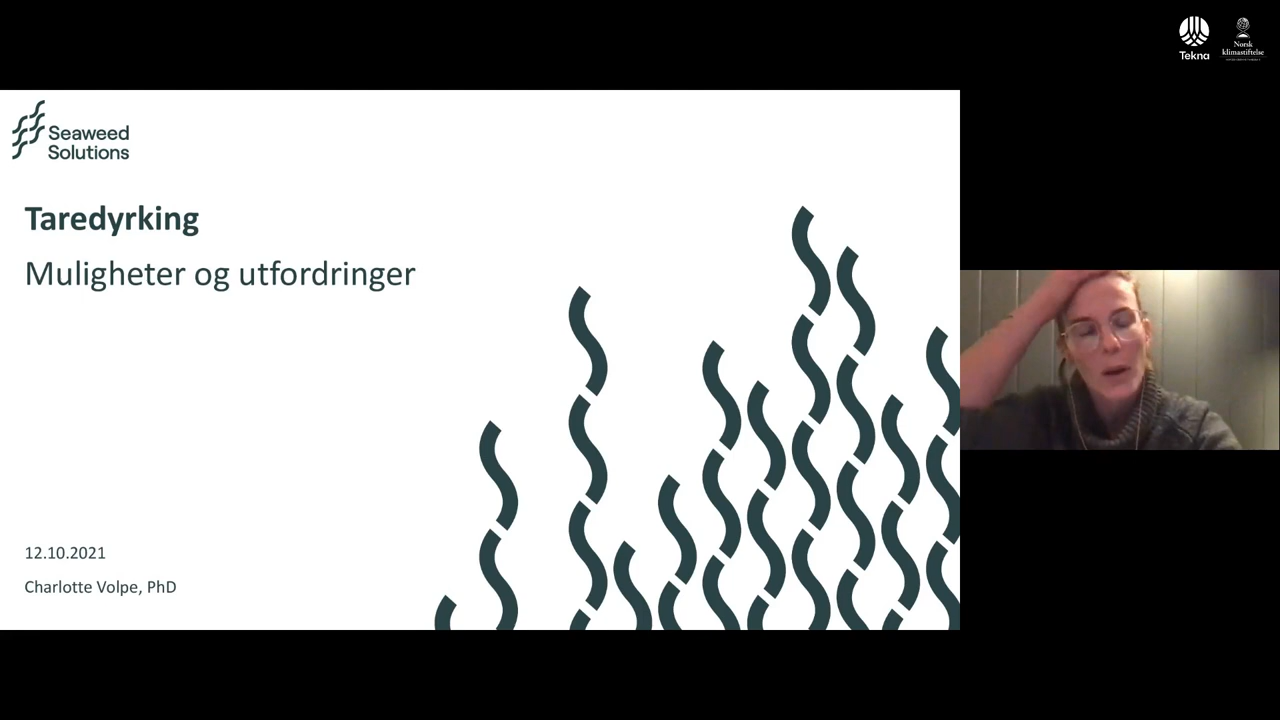 Tekna
Norsk
klimastiftelse
Seaweed
Solutions
Taredyrking
Muligheter og utfordringer
12.10.2021
Charlotte Volpe, PhD